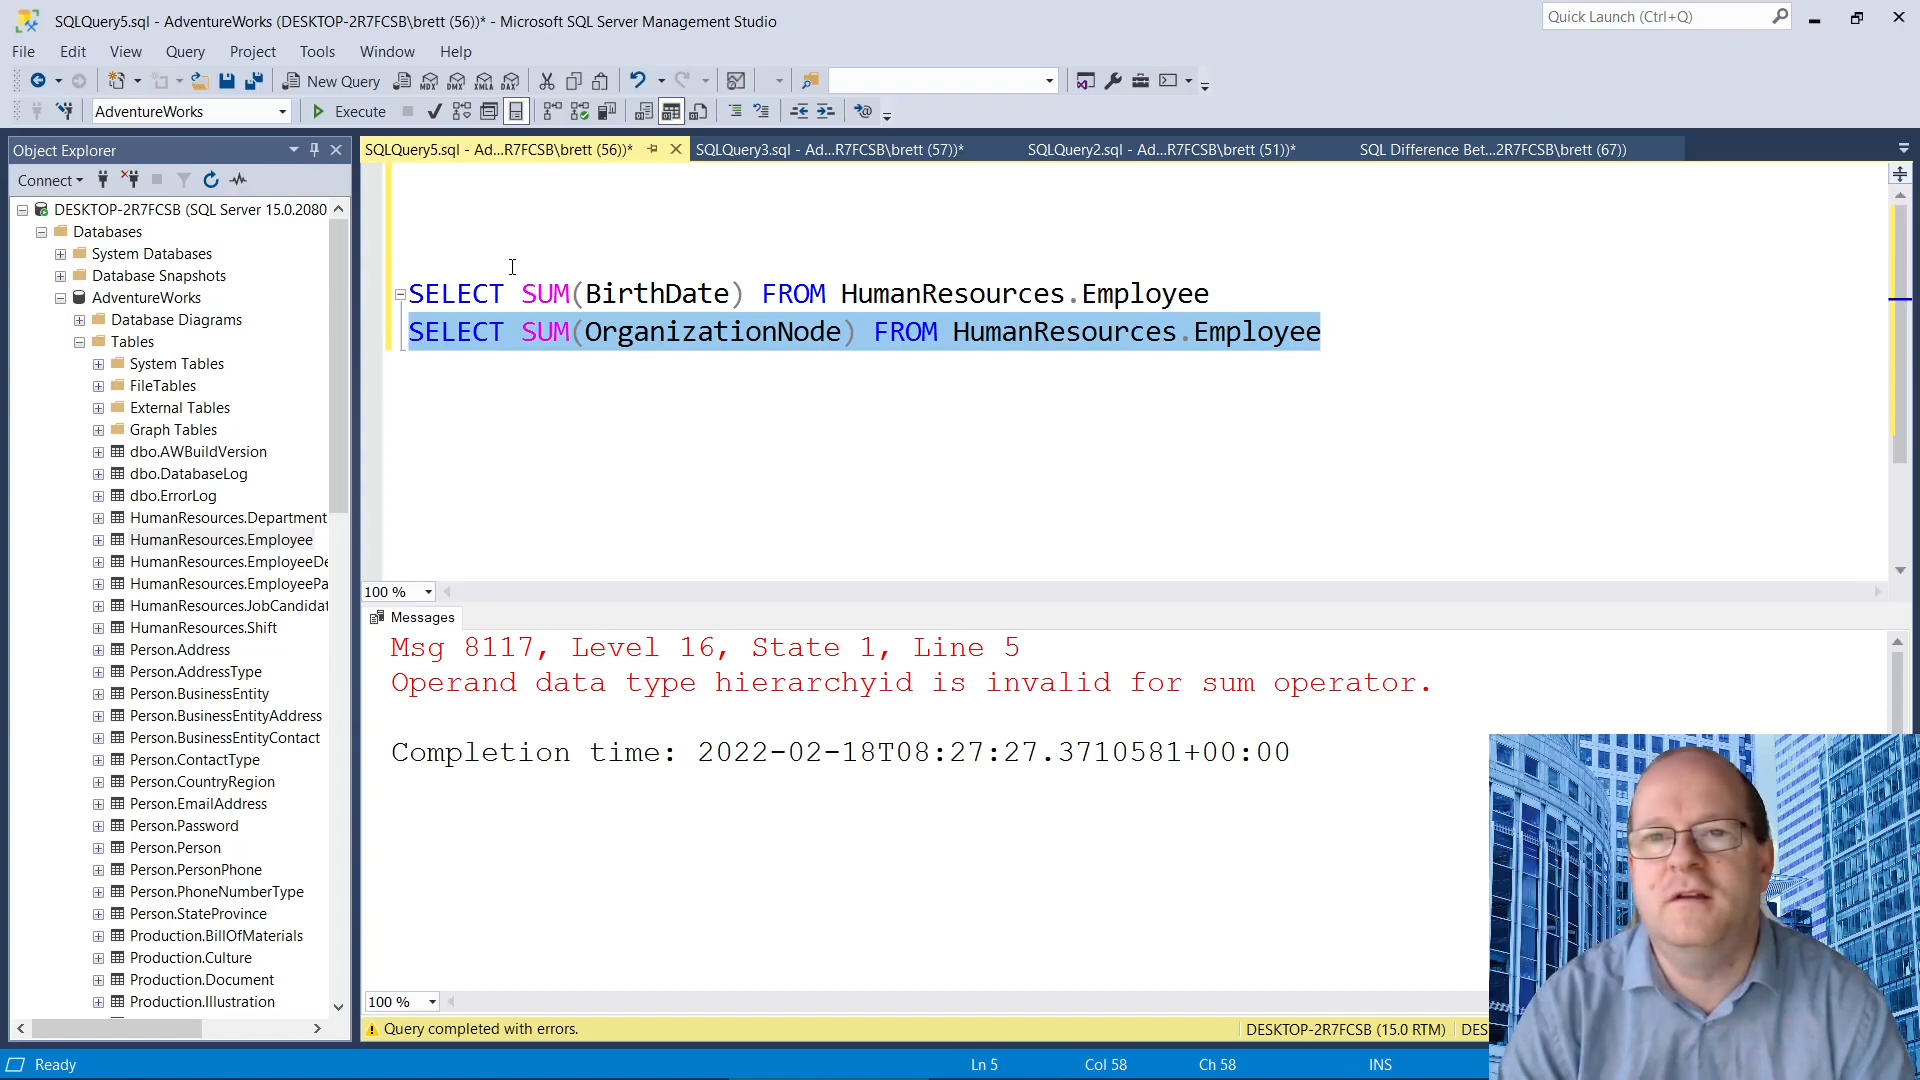 SQLQuery5.sql - AdventureWorks (DESKTOP-2R7FCSB\brett (56))* - Microsoft SQL Server Management Studio
Quick Launch (Ctrl+Q)
File Edit View Query Project Tools Window Help
New Query MDX DMX XMLA DAX
AdventureWorks Execute
Object Explorer
SQLQuery5.sql - Ad...R7FCSB\brett (56))* SQLQuery3.sql - Ad...R7FCSB\brett (57))* SQLQuery2.sql - Ad...R7FCSB\brett (51))* SQL Difference Bet...2R7FCSB\brett (67))
Connect
DESKTOP-2R7FCSB (SQL Server 15.0.2080
Databases
System Databases
Database Snapshots
AdventureWorks
Database Diagrams
Tables
System Tables
FileTables
External Tables
Graph Tables
dbo.AWBuildVersion
dbo.DatabaseLog
dbo.ErrorLog
HumanResources.Department
HumanResources.Employee
HumanResources.EmployeeDe
HumanResources.EmployeePa
HumanResources.JobCandidat
HumanResources.Shift
Person.Address
Person.AddressType
Person.BusinessEntity
Person.BusinessEntityAddress
Person.BusinessEntityContact
Person.ContactType
Person.CountryRegion
Person.EmailAddress
Person.Password
Person.Person
Person.PersonPhone
Person.PhoneNumberType
Person.StateProvince
Production.BillOfMaterials
Production.Culture
Production.Document
Production.Illustration
SELECT SUM(BirthDate) FROM HumanResources.Employee
SELECT SUM(OrganizationNode) FROM HumanResources.Employee
100 %
Messages
Msg 8117, Level 16, State 1, Line 5
Operand data type hierarchyid is invalid for sum operator.
Completion time: 2022-02-18T08:27:27.3710581+00:00
100 %
Query completed with errors. DESKTOP-2R7FCSB (15.0 RTM) DES
Ready Ln 5 Col 58 Ch 58 INS